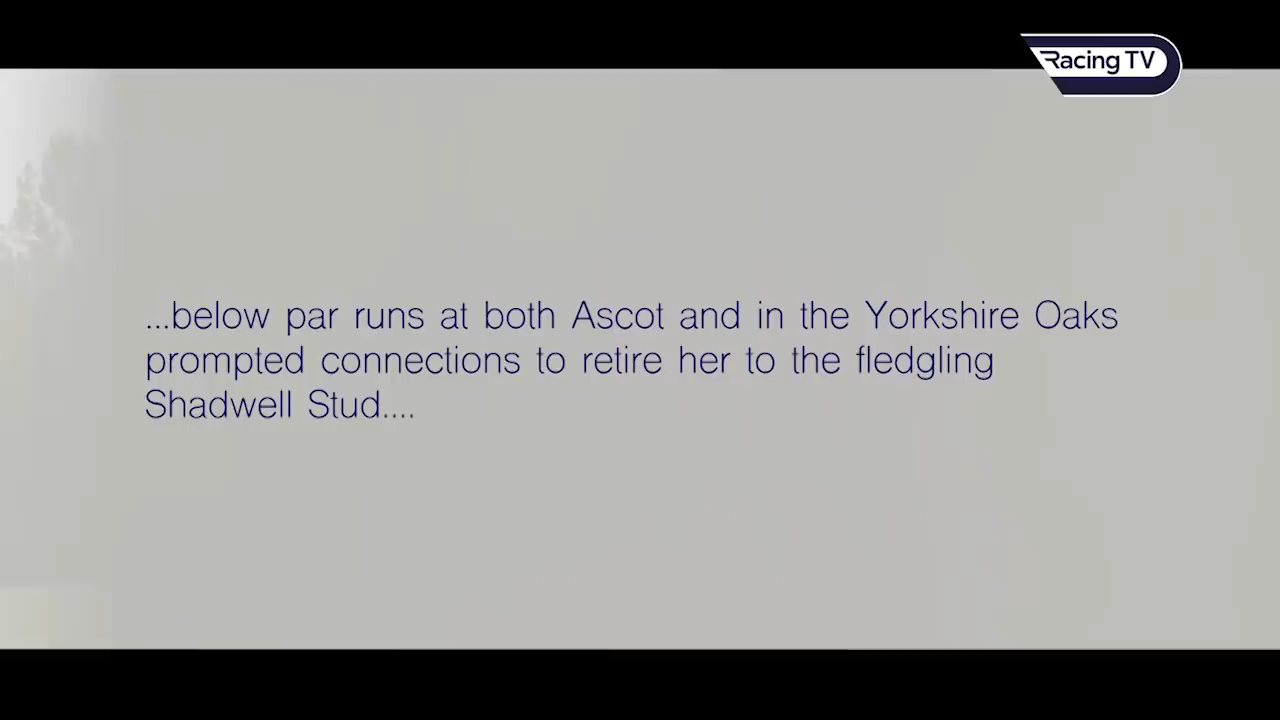 Racing TV
...below par runs at both Ascot and in the Yorkshire Oaks
prompted connections to retire her to the fledgling
Shadwell Stud....